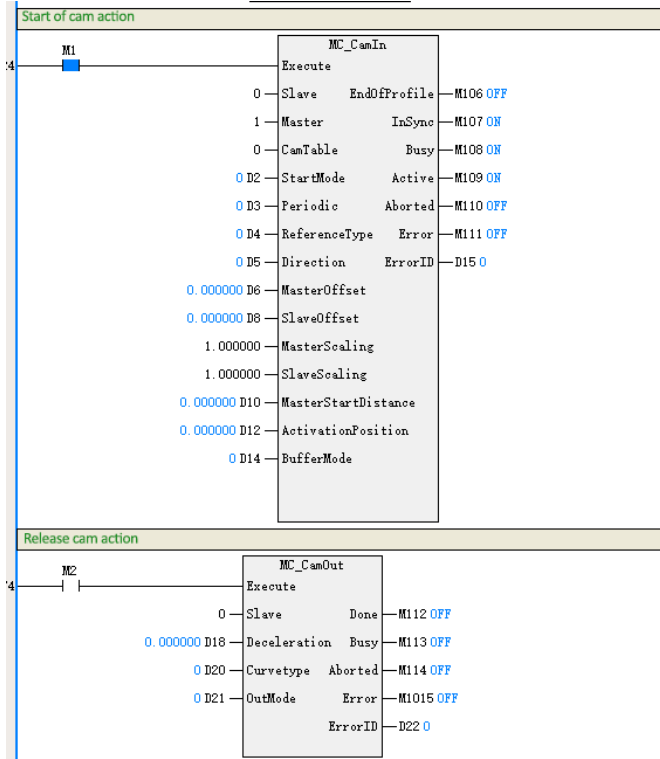 Start of cam action
M1
MC_CamIn
Execute
0 Slave EndOfProfile M106 OFF
1 Master InSync M107 ON
0 CamTable Busy M108 ON
0 D2 StartMode Active M109 ON
0 D3 Periodic Aborted M110 OFF
0 D4 ReferenceType Error M111 OFF
0 D5 Direction ErrorID D15 0
0.000000 D6 MasterOffset
0.000000 D8 SlaveOffset
1.000000 MasterScaling
1.000000 SlaveScaling
0.000000 D10 MasterStartDistance
0.000000 D12 ActivationPosition
0 D14 BufferMode
Release cam action
M2
MC_CamOut
Execute
0 Slave Done M112 OFF
0.000000 D18 Deceleration Busy M113 OFF
0 D20 Curvetype Aborted M114 OFF
0 D21 OutMode Error M1015 OFF
ErrorID D22 0